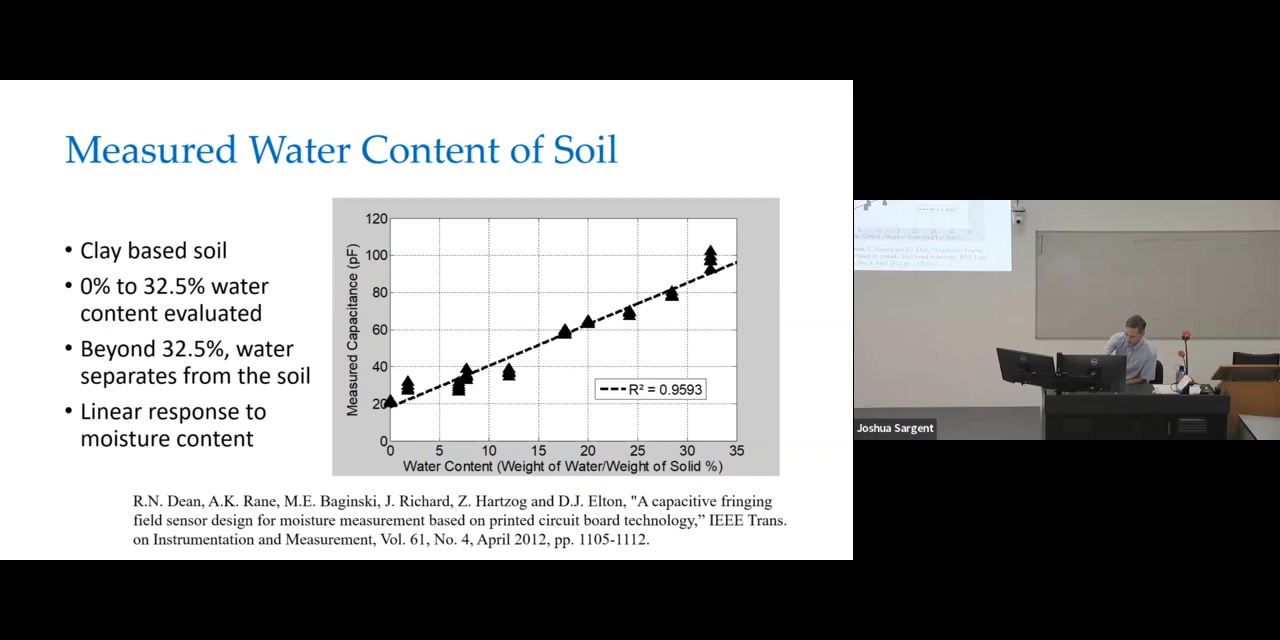 Measured Water Content of Soil
• Clay based soil
• 0% to 32.5% water
content evaluated
• Beyond 32.5%, water
separates from the soil
• Linear response to
moisture content
120
100
80
60
40
20
0
Measured Capacitance (pF)
R² = 0.9593
0 5 10 15 20 25 30 35
Water Content (Weight of Water/Weight of Solid %)
R.N. Dean, A.K. Rane, M.E. Baginski, J. Richard, Z. Hartzog and D.J. Elton, "A capacitive fringing
field sensor design for moisture measurement based on printed circuit board technology,” IEEE Trans.
on Instrumentation and Measurement, Vol. 61, No. 4, April 2012, pp. 1105-1112.
Joshua Sargent